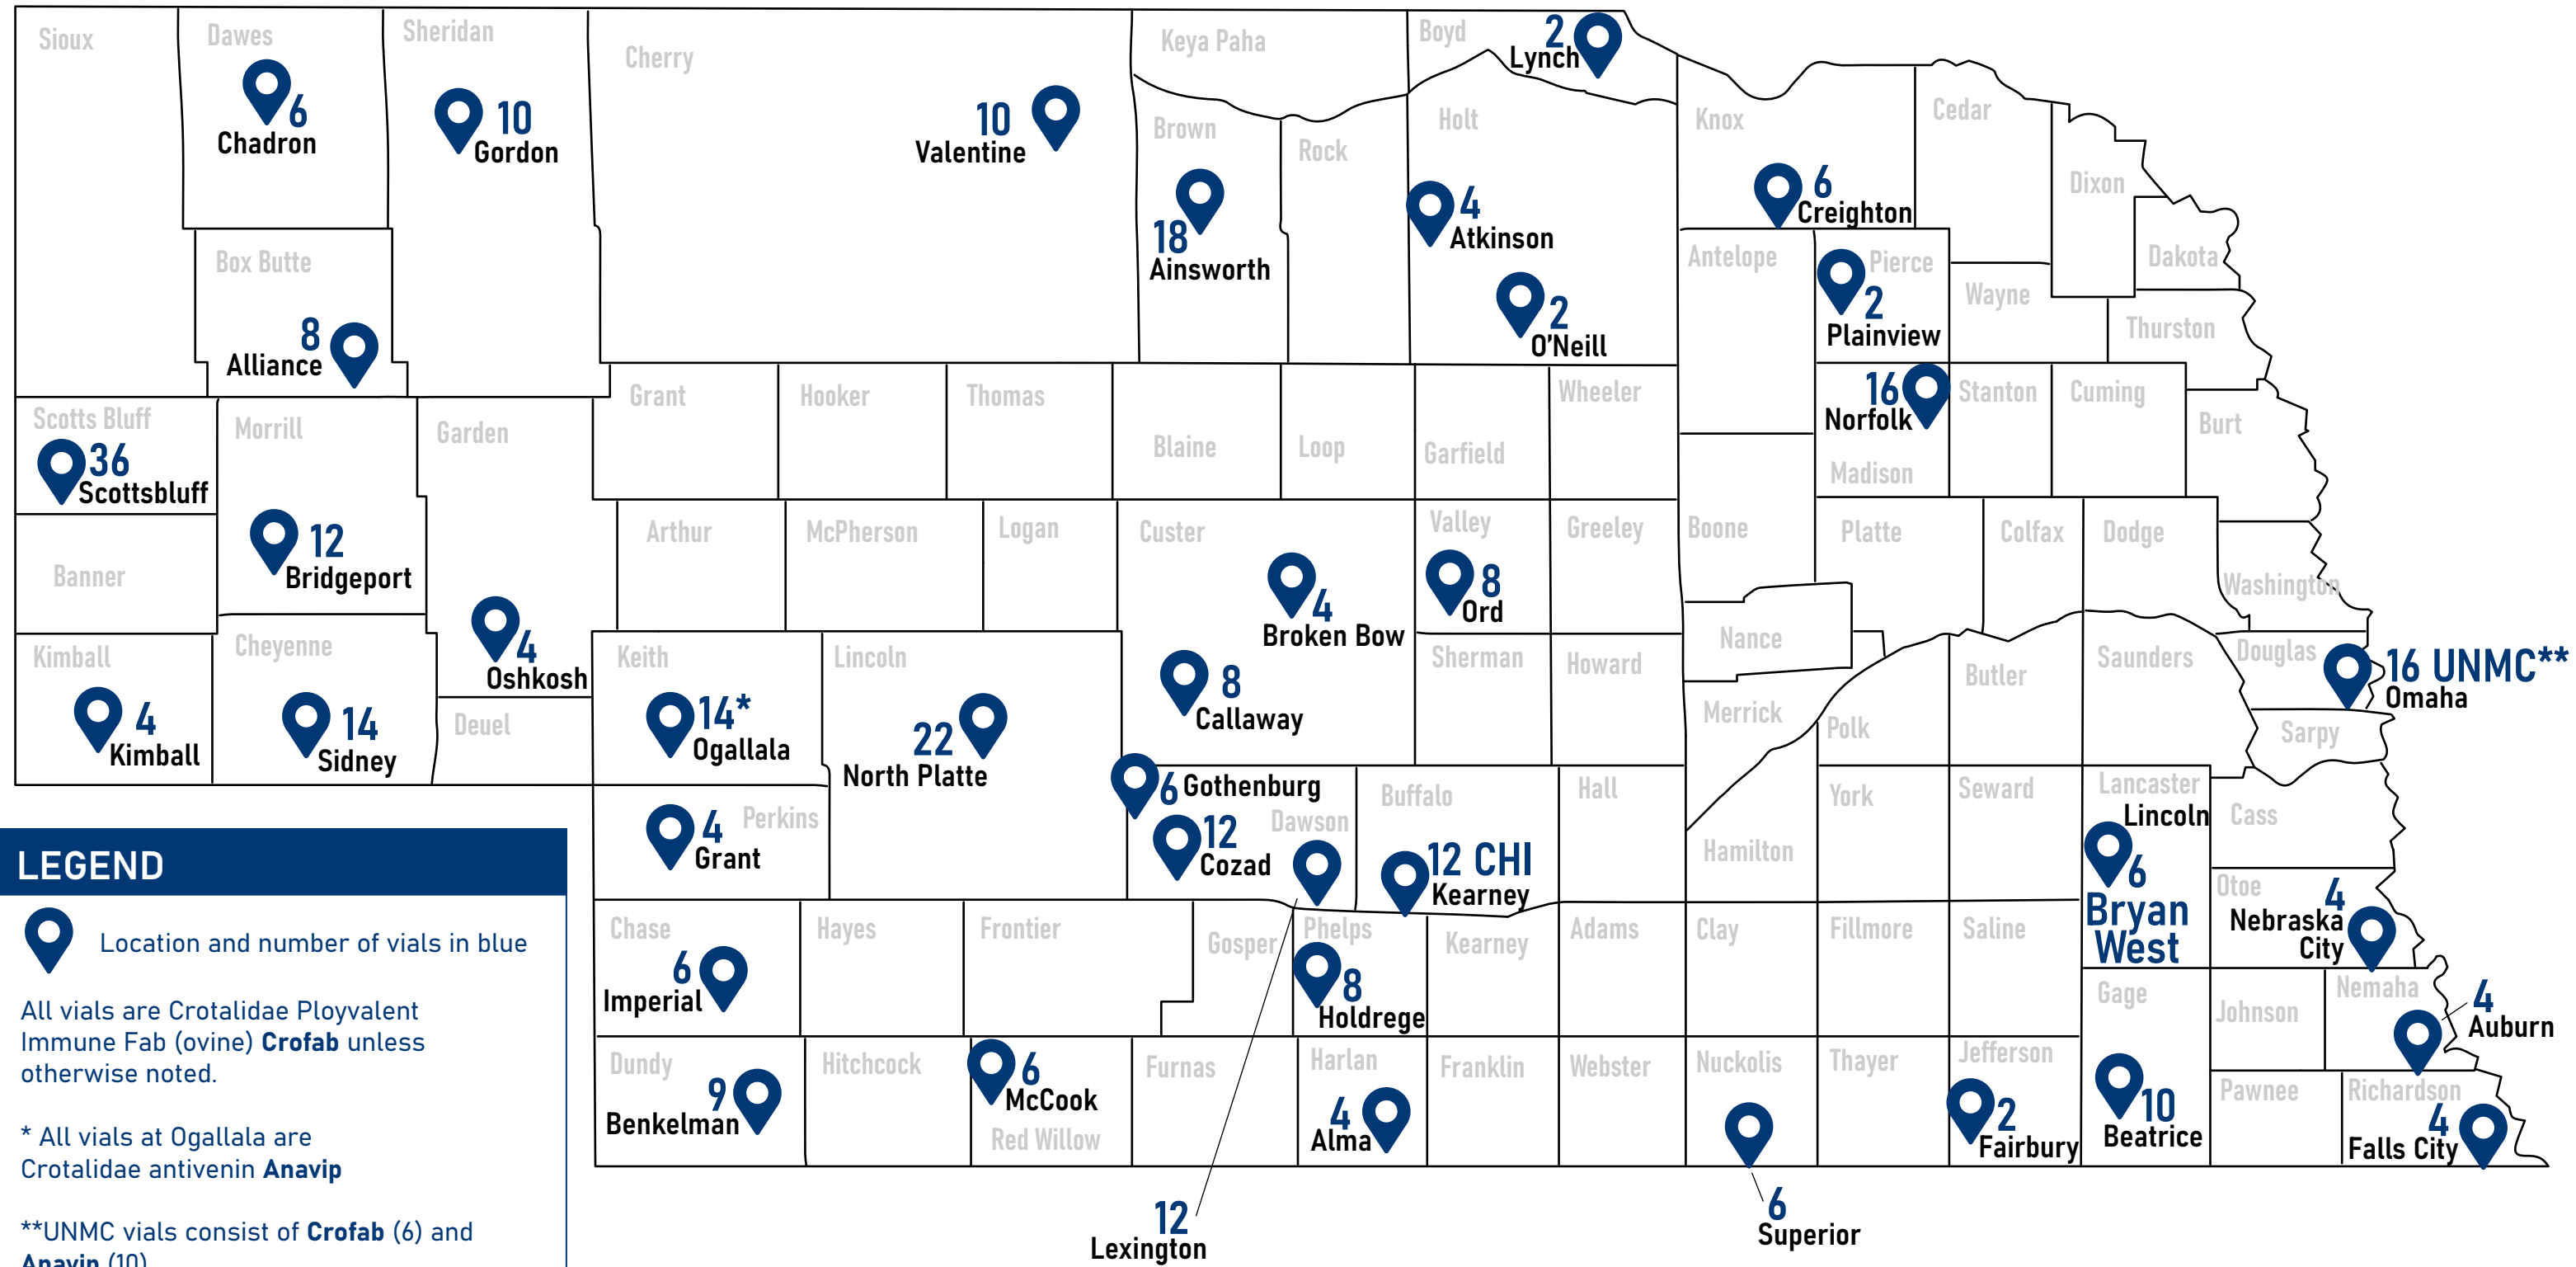 Sioux
Dawes
6
Chadron
Sheridan
10
Gordon
Cherry
10
Valentine
Keya Paha
Boyd
2
Lynch
Brown
18
Ainsworth
Rock
Holt
4
Atkinson
2
O'Neill
Knox
6
Creighton
Cedar
Dixon
Dakota
Box Butte
8
Alliance
Antelope
Pierce
2
Plainview
Wayne
Thurston
Scotts Bluff
36
Scottsbluff
Morrill
12
Bridgeport
Garden
4
Oshkosh
Grant
Hooker
Thomas
Blaine
Loop
Garfield
Wheeler
16
Norfolk
Madison
Stanton
Cuming
Burt
Banner
Arthur
McPherson
Logan
Custer
4
Broken Bow
8
Callaway
Valley
8
Ord
Greeley
Boone
Platte
Colfax
Dodge
Washington
Kimball
4
Kimball
Cheyenne
14
Sidney
Deuel
Keith
14*
Ogallala
Lincoln
22
North Platte
Sherman
Howard
Nance
Merrick
Polk
Butler
Saunders
Douglas
16 UNMC**
Omaha
Sarpy
Perkins
4
Grant
6 Gothenburg
12
Cozad
Dawson
Buffalo
12 CHI
Kearney
Hall
Hamilton
York
Seward
Lancaster
Lincoln
6
Bryan
West
Cass
Otoe
4
Nebraska
City
Chase
6
Imperial
Hayes
Frontier
Gosper
Phelps
8
Holdrege
Kearney
Adams
Clay
Fillmore
Saline
Gage
10
Beatrice
Johnson
Nemaha
4
Auburn
Dundy
9
Benkelman
Hitchcock
6
McCook
Red Willow
Furnas
Harlan
4
Alma
Franklin
Webster
Nuckolis
Thayer
Jefferson
2
Fairbury
Pawnee
Richardson
4
Falls City
12
Lexington
6
Superior
LEGEND
Location and number of vials in blue
All vials are Crotalidae Ployvalent
Immune Fab (ovine) Crofab unless
otherwise noted.
* All vials at Ogallala are
Crotalidae antivenin Anavip
**UNMC vials consist of Crofab (6) and
Anavip (10)